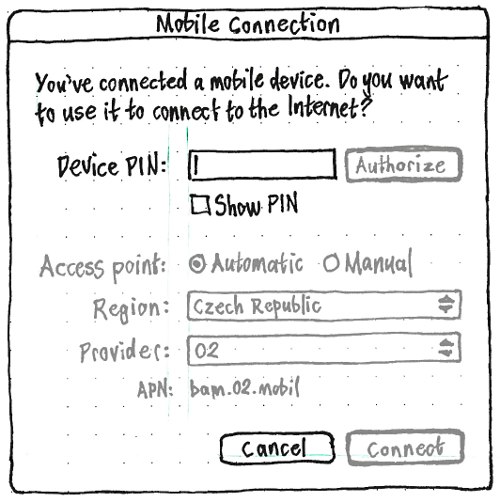 Mobile Connection
You've connected a mobile device. Do you want
to use it to connect to the Internet?
Device PIN: Authorize
Show PIN
Access point: Automatic Manual
Region: Czech Republic
Provider: O2
APN: bam.o2.mobil
Cancel Connect